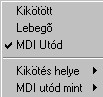 Kikötött
Lebegő
MDI Utód
Kikötés helye
MDI utód mint